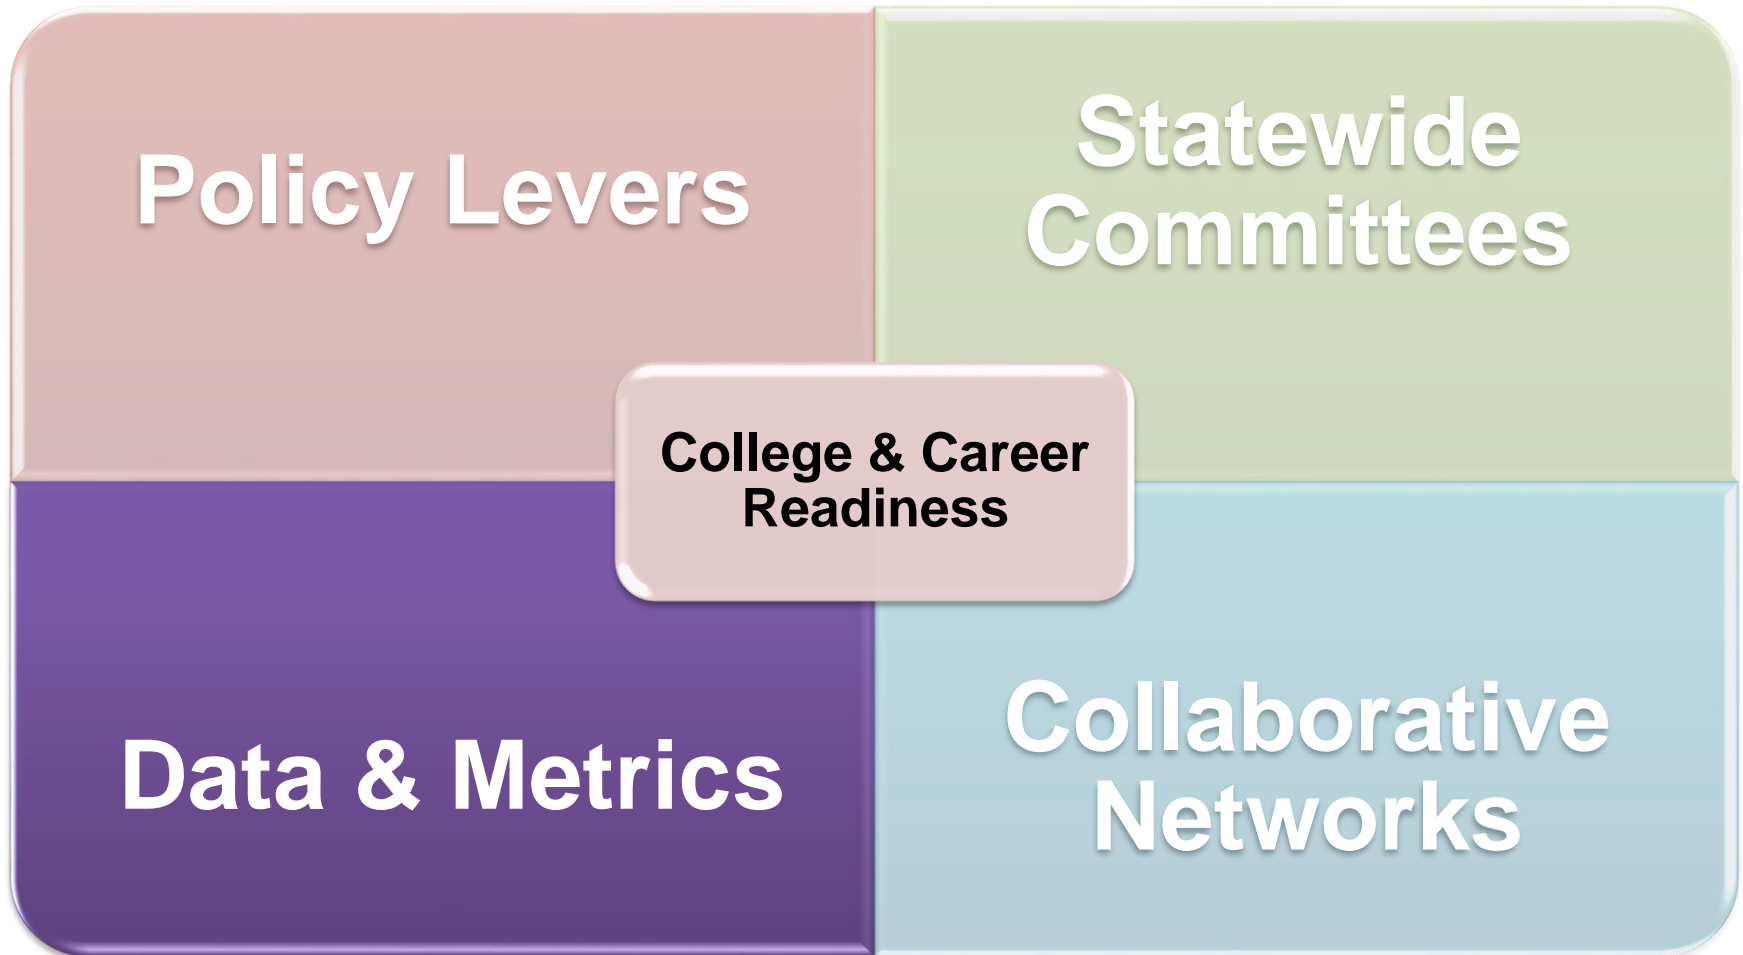 Policy Levers
Statewide
Committees
College & Career
Readiness
Data & Metrics
Collaborative
Networks